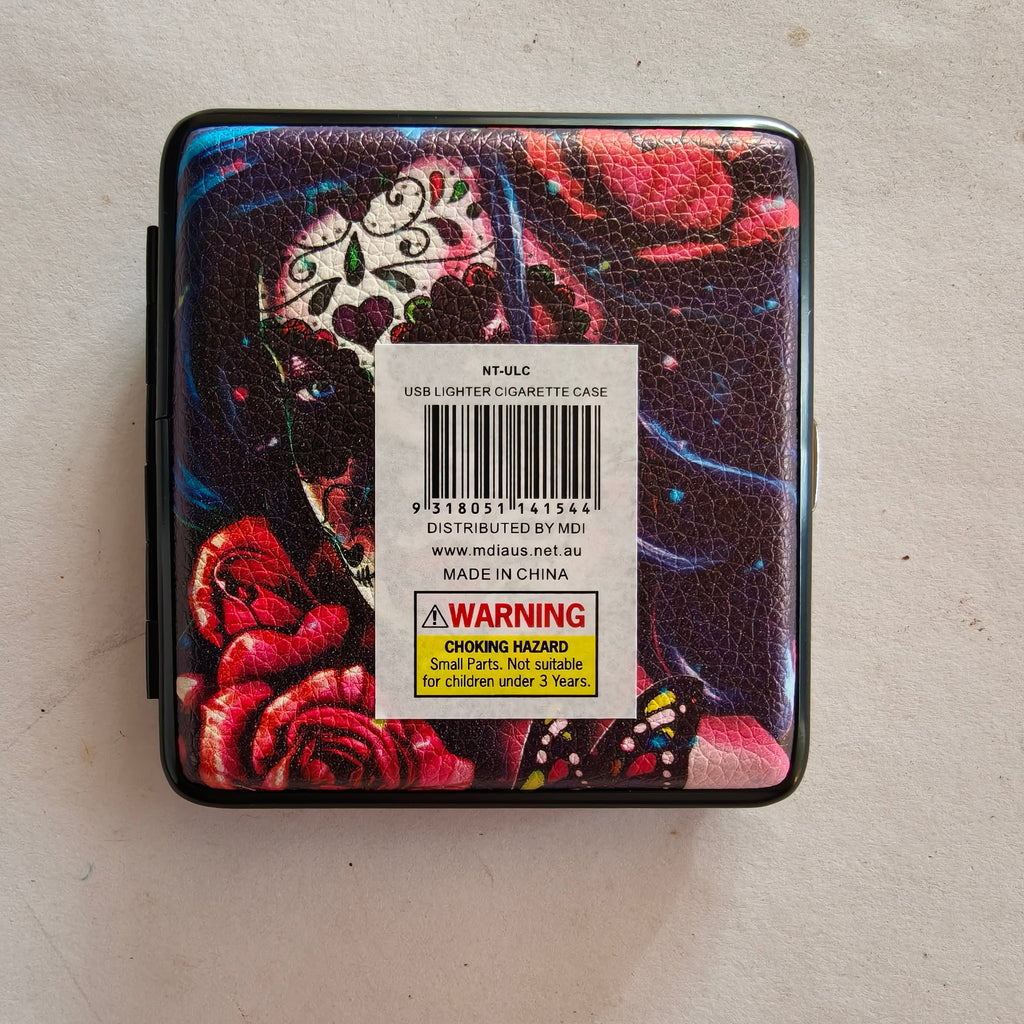 NT-ULC
USB LIGHTER CIGARETTE CASE
9 318051 141544
DISTRIBUTED BY MDI
www.mdiaus.net.au
MADE IN CHINA
WARNING
CHOKING HAZARD
Small Parts. Not suitable
for children under 3 Years.